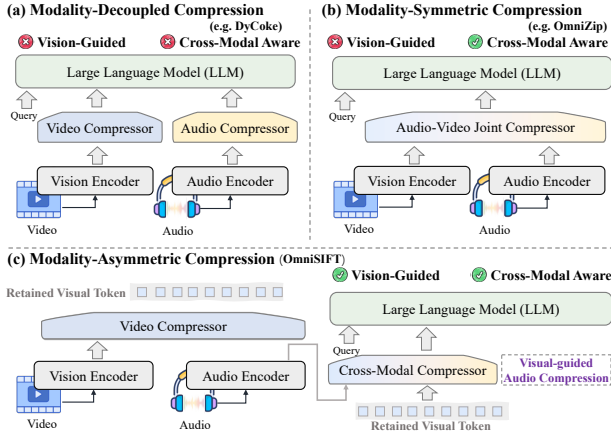 (a) Modality-Decoupled Compression
(e.g. DyCoke)
Vision-Guided
Cross-Modal Aware
Large Language Model (LLM)
Query
Video Compressor
Audio Compressor
Vision Encoder
Audio Encoder
Video
Audio
(b) Modality-Symmetric Compression
(e.g. OmniZip)
Vision-Guided
Cross-Modal Aware
Large Language Model (LLM)
Query
Audio-Video Joint Compressor
Vision Encoder
Audio Encoder
Video
Audio
(c) Modality-Asymmetric Compression (OmniSIFT)
Vision-Guided
Cross-Modal Aware
Retained Visual Token
Large Language Model (LLM)
Video Compressor
Query
Vision Encoder
Audio Encoder
Cross-Modal Compressor
Visual-guided
Audio Compression
Video
Audio
Retained Visual Token